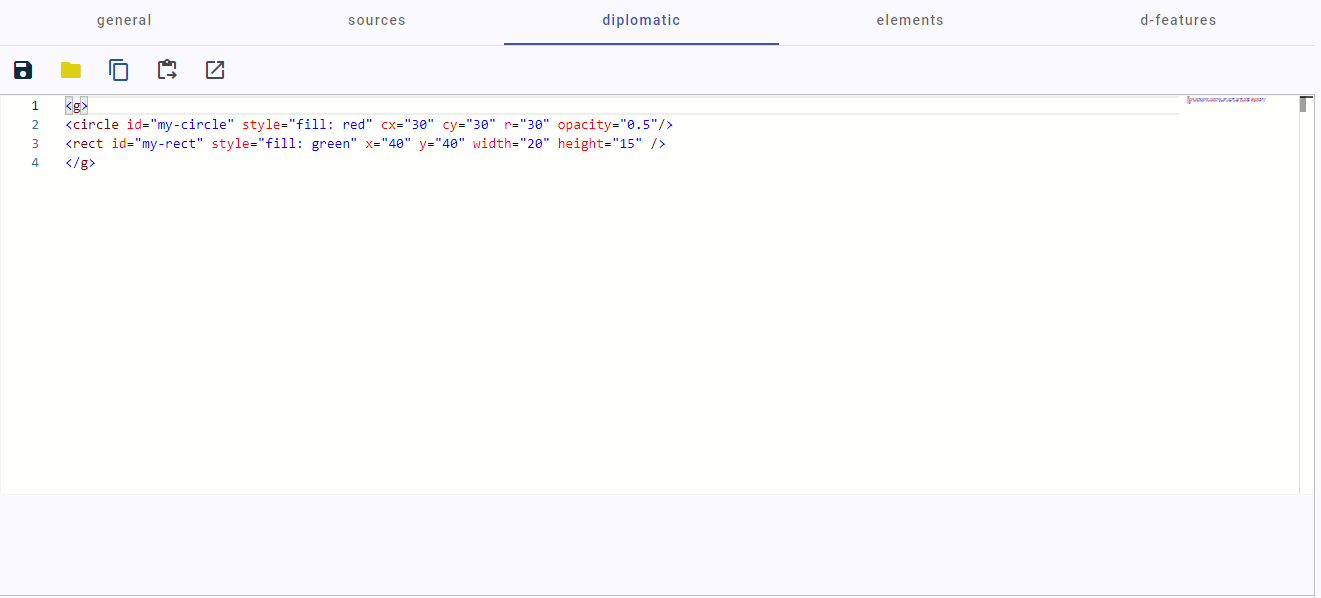 general sources diplomatic elements d-features
1 <g>
2 <circle id="my-circle" style="fill: red" cx="30" cy="30" r="30" opacity="0.5"/>
3 <rect id="my-rect" style="fill: green" x="40" y="40" width="20" height="15" />
4 </g>